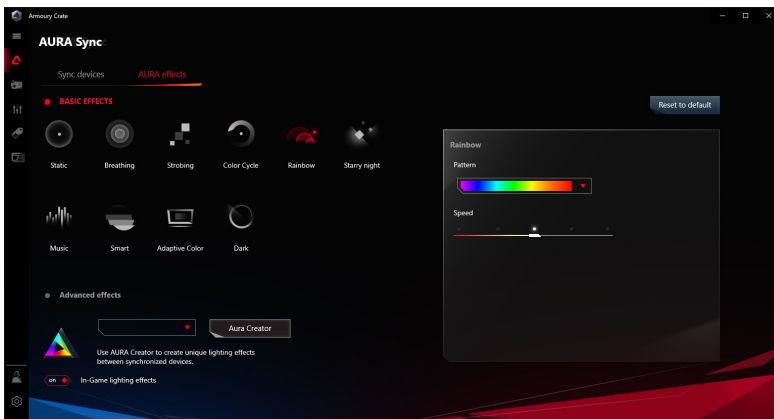 Armoury Crate
AURA Sync
Sync devices
AURA effects
BASIC EFFECTS
Reset to default
Static
Breathing
Strobing
Color Cycle
Rainbow
Starry night
Music
Smart
Adaptive Color
Dark
Rainbow
Pattern
Speed
Advanced effects
Aura Creator
Use AURA Creator to create unique lighting effects
between synchronized devices.
on
In-Game lighting effects